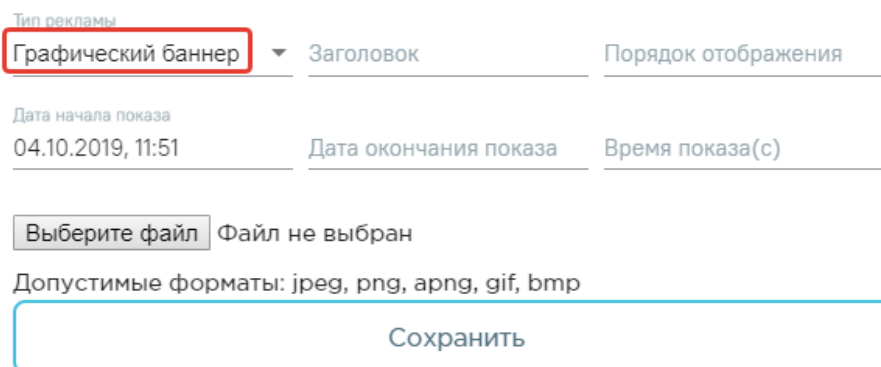 Тип рекламы
Графический баннер Заголовок Порядок отображения
Дата начала показа
04.10.2019, 11:51 Дата окончания показа Время показа(с)
Выберите файл Файл не выбран
Допустимые форматы: jpeg, png, apng, gif, bmp
Сохранить